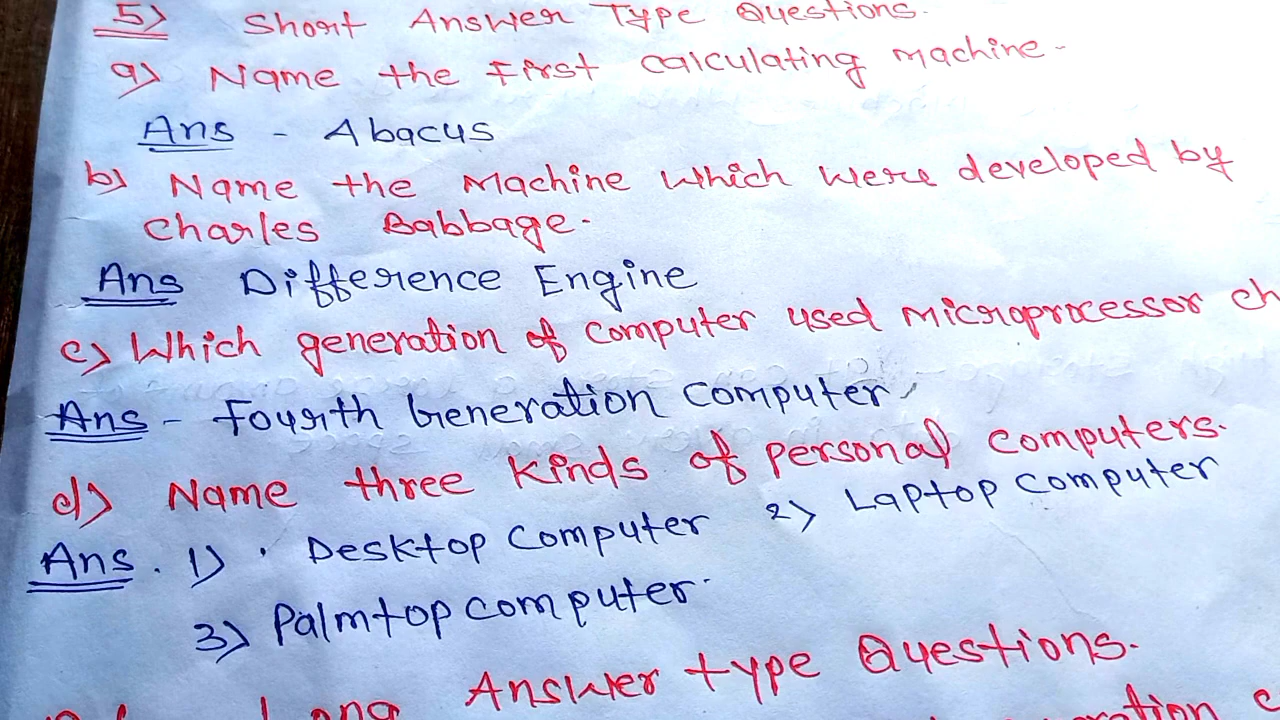 5) Short Answer Type Questions.
a) Name the First calculating machine-
Ans - Abacus
b) Name the Machine which were developed by
Charles Babbage.
Ans Difference Engine
c) Which generation of computer used microprocessor ch
Ans - Fourth Generation Computer
d) Name three kinds of personal computers.
Ans. 1) Desktop Computer 2) Laptop Computer
3) Palmtop computer.
Long Answer type Questions.